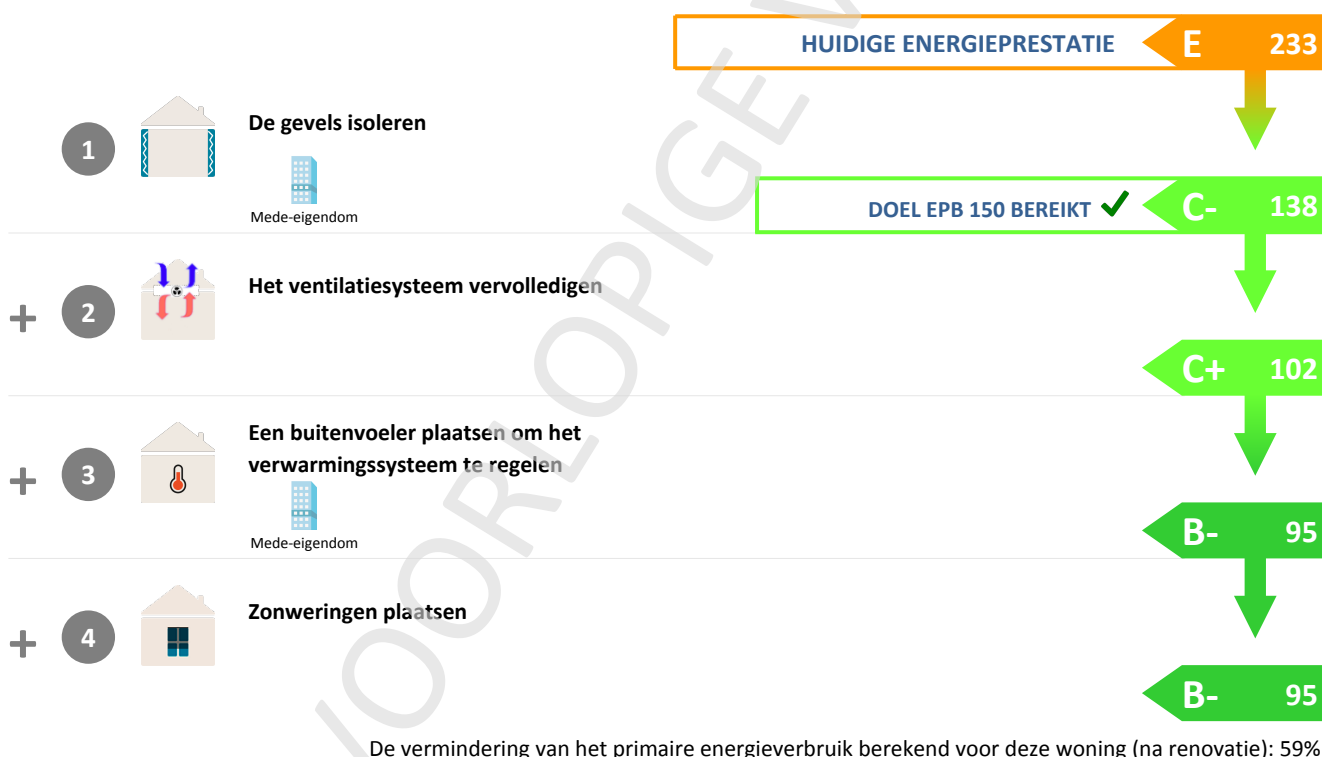 HUIDIGE ENERGIEPRESTATIE E 233
1 De gevels isoleren
Mede-eigendom
DOEL EPB 150 BEREIKT C- 138
+ 2 Het ventilatiesysteem vervolledigen
C+ 102
Een buitenvoeler plaatsen om het
+ 3 verwarmingssysteem te regelen
Mede-eigendom
B- 95
+ 4 Zonweringen plaatsen
B- 95
De vermindering van het primaire energieverbruik berekend voor deze woning (na renovatie): 59%
VOORLOPIGE